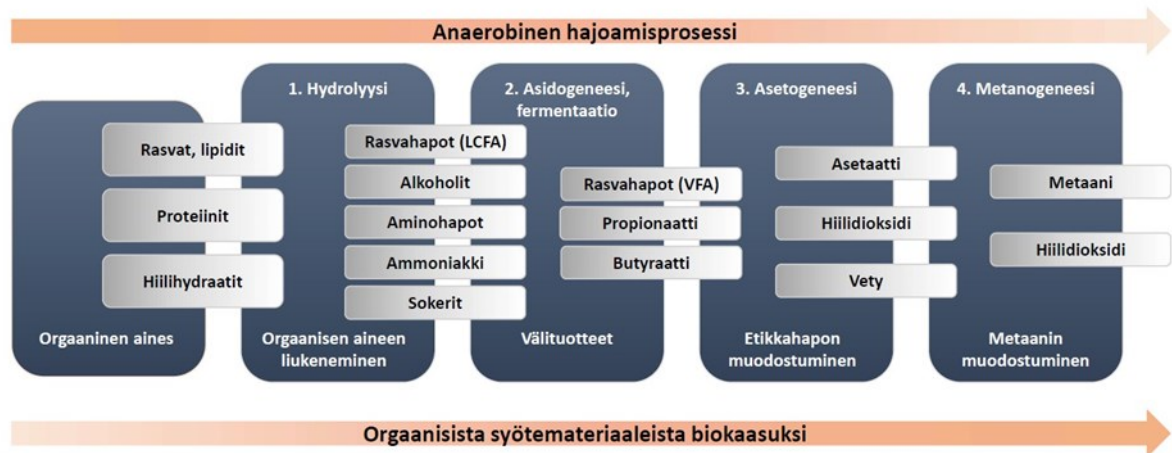 Anaerobinen hajoamisprosessi
Rasvat, lipidit
Proteiinit
Hiilihydraatit
Orgaaninen aines
1. Hydrolyysi
Rasvahapot (LCFA)
Alkoholit
Aminohapot
Ammoniakki
Sokerit
Orgaanisen aineen
liukeneminen
2. Asidogeneesi,
fermentaatio
Rasvahapot (VFA)
Propionaatti
Butyraatti
Välituotteet
3. Asetogeneesi
Asetaatti
Hiilidioksidi
Vety
Etikkahapon
muodostuminen
4. Metanogeneesi
Metaani
Hiilidioksidi
Metaanin
muodostuminen
Orgaanisista syötemateriaaleista biokaasuksi